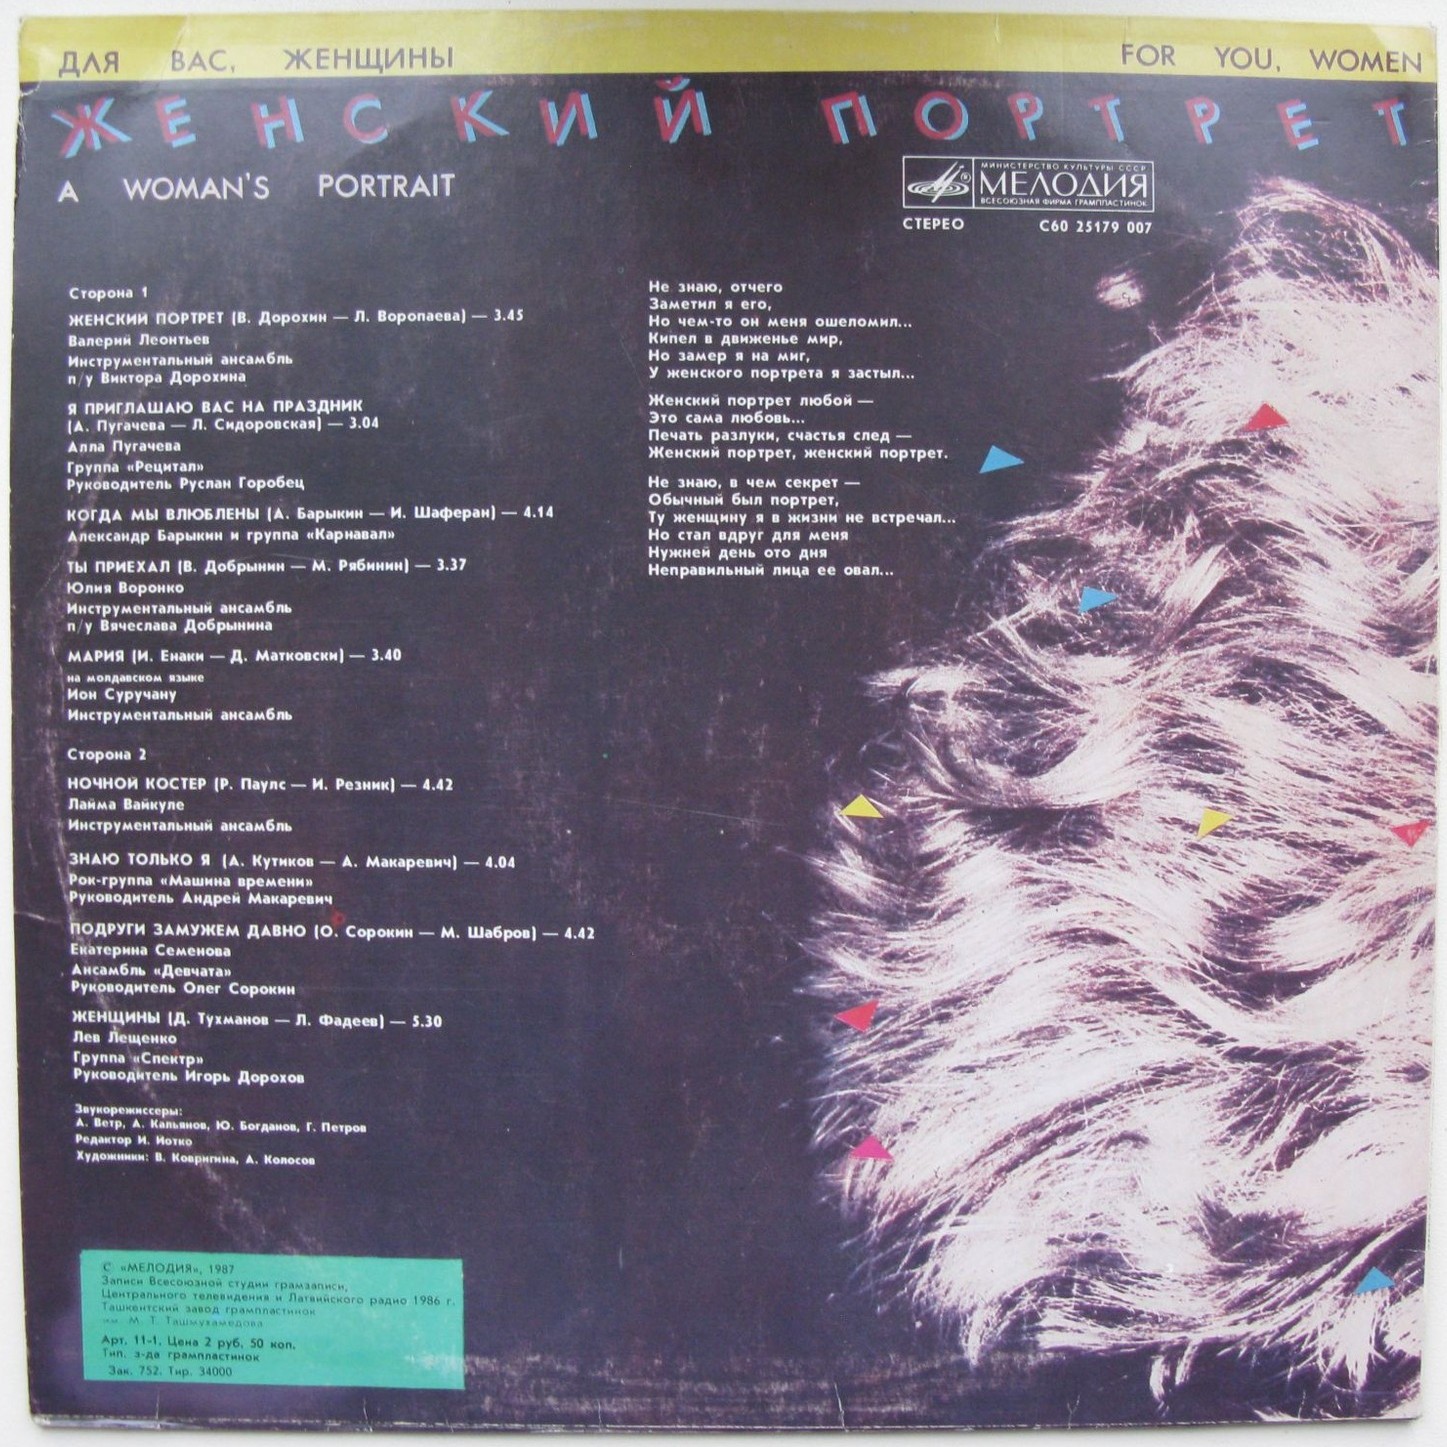 ДЛЯ ВАС, ЖЕНЩИНЫ
FOR YOU, WOMEN
ЖЕНСКИЙ ПОРТРЕТ
A WOMAN'S PORTRAIT
МИНИСТЕРСТВО КУЛЬТУРЫ СССР
МЕЛОДИЯ
ВСЕСОЮЗНАЯ ФИРМА ГРАМПЛАСТИНОК
СТЕРЕО С60 25179 007
Сторона 1
ЖЕНСКИЙ ПОРТРЕТ (В. Дорохин — Л. Воропаева) — 3.45
Валерий Леонтьев
Инструментальный ансамбль
п/у Виктора Дорохина
Я ПРИГЛАШАЮ ВАС НА ПРАЗДНИК
(А. Пугачева — Л. Сидоровская) — 3.04
Алла Пугачева
Группа «Рецитал»
Руководитель Руслан Горобец
КОГДА МЫ ВЛЮБЛЕНЫ (А. Барыкин — И. Шаферан) — 4.14
Александр Барыкин и группа «Карнавал»
ТЫ ПРИЕХАЛ (В. Добрынин — М. Рябинин) — 3.37
Юлия Воронко
Инструментальный ансамбль
п/у Вячеслава Добрынина
МАРИЯ (И. Енаки — Д. Матковски) — 3.40
на молдавском языке
Ион Суручану
Инструментальный ансамбль
Сторона 2
НОЧНОЙ КОСТЕР (Р. Паулс — И. Резник) — 4.42
Лайма Вайкуле
Инструментальный ансамбль
ЗНАЮ ТОЛЬКО Я (А. Кутиков — А. Макаревич) — 4.04
Рок-группа «Машина времени»
Руководитель Андрей Макаревич
ПОДРУГИ ЗАМУЖЕМ ДАВНО (О. Сорокин — М. Шабров) — 4.42
Екатерина Семенова
Ансамбль «Девчата»
Руководитель Олег Сорокин
ЖЕНЩИНЫ (Д. Тухманов — Л. Фадеев) — 5.30
Лев Лещенко
Группа «Спектр»
Руководитель Игорь Дорохов
Звукорежиссеры:
А. Ветр, А. Кальянов, Ю. Богданов, Г. Петров
Редактор И. Йотко
Художники: В. Ковригина, А. Колосов
Не знаю, отчего
Заметил я его,
Но чем-то он меня ошеломил...
Кипел в движенье мир,
Но замер я на миг,
У женского портрета я застыл...
Женский портрет любой —
Это сама любовь...
Печать разлуки, счастья след —
Женский портрет, женский портрет.
Не знаю, в чем секрет —
Обычный был портрет,
Ту женщину я в жизни не встречал...
Но стал вдруг для меня
Нужней день ото дня
Неправильный лица ее овал...
© «МЕЛОДИЯ», 1987
Записи Всесоюзной студии грамзаписи,
Центрального телевидения и Латвийского радио 1986 г.
Ташкентский завод грампластинок
им. М. Т. Ташмухамедова
Арт. 11-1. Цена 2 руб. 50 коп.
Тип. з-да грампластинок
Зак. 752. Тир. 34000